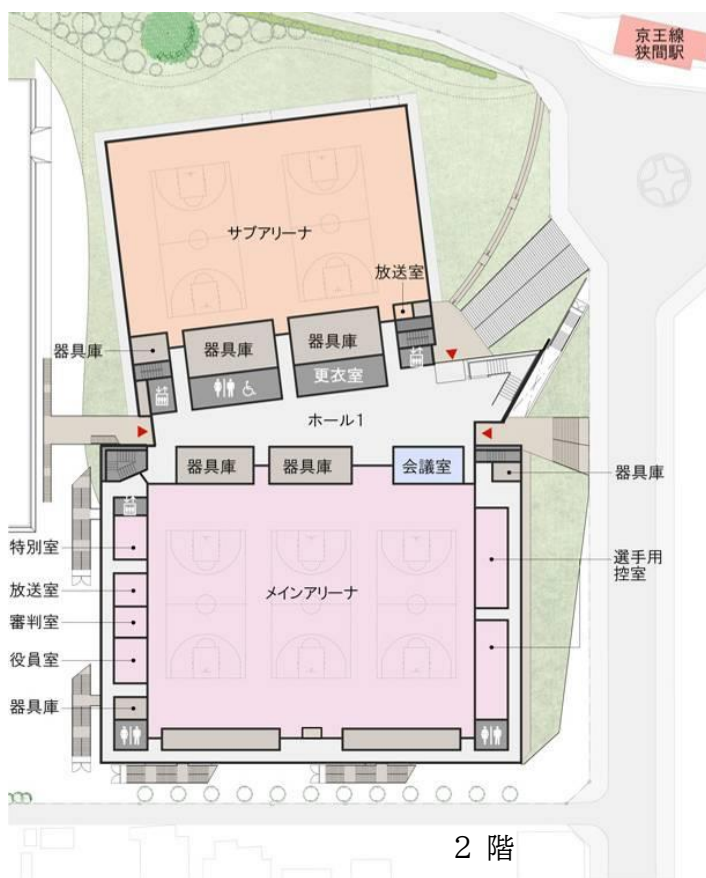 京王線
狭間駅
サブアリーナ
放送室
器具庫
器具庫
器具庫
更衣室
ホール1
器具庫
器具庫
会議室
器具庫
特別室
選手用
控室
放送室
メインアリーナ
審判室
役員室
器具庫
2 階